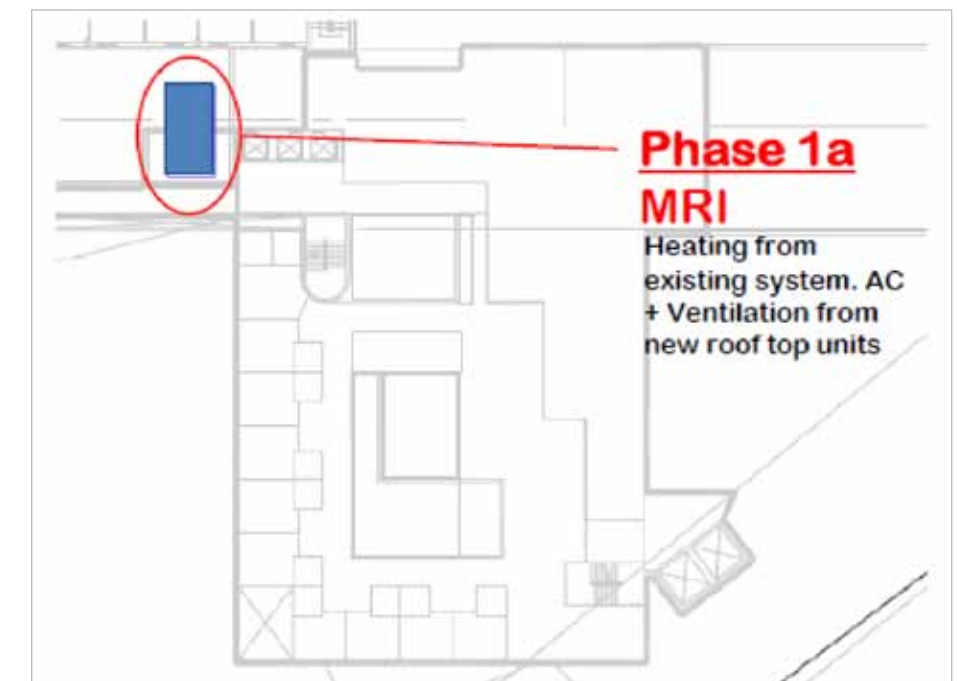 Phase 1a
MRI
Heating from
existing system. AC
+ Ventilation from
new roof top units